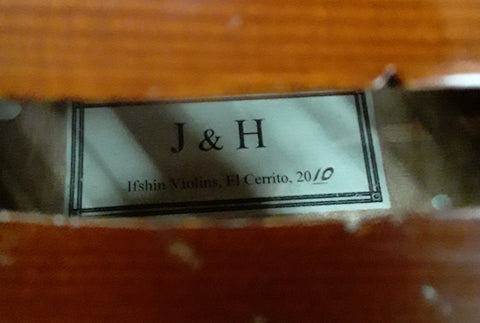 J & H
Ifshin Violins, El Cerrito, 2010